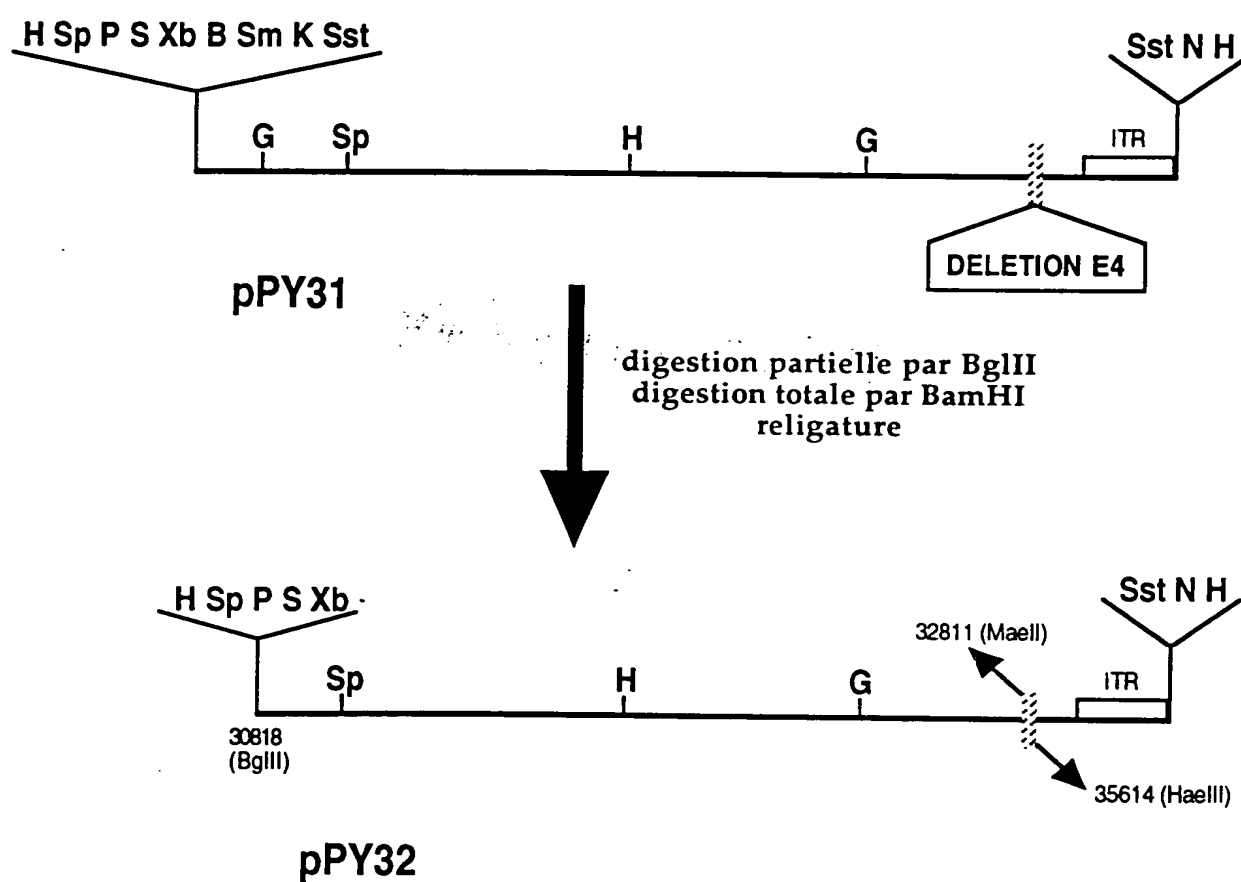 H Sp P S Xb B Sm K Sst
Sst N H
G Sp H G ITR
DELETION E4
pPY31
digestion partielle par BglII
digestion totale par BamHI
religature
H Sp P S Xb
Sst N H
32811 (MaeII)
Sp H G ITR
30818
(BglII)
35614 (HaeIII)
pPY32